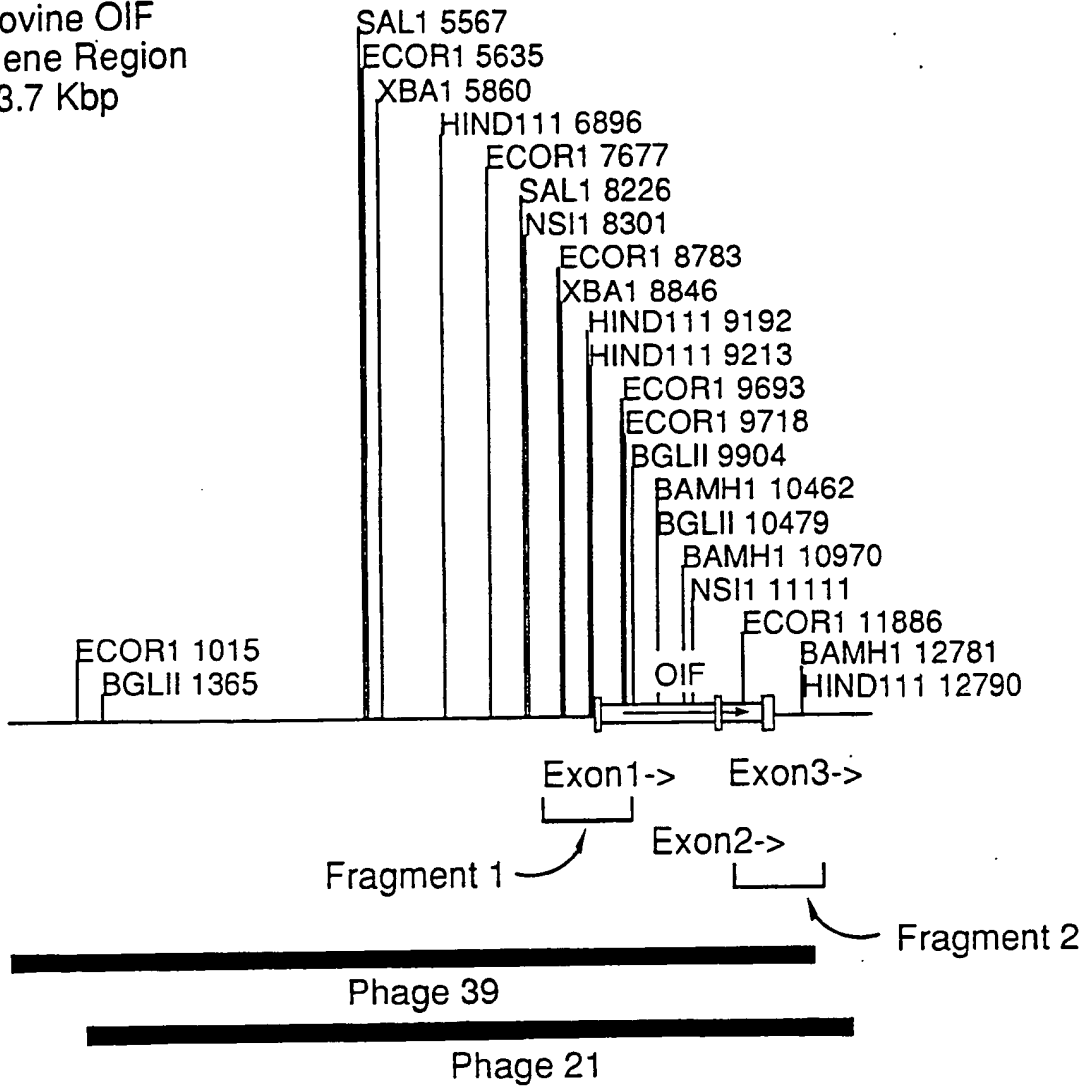 ovine OIF
ene Region
3.7 Kbp
SAL1 5567
ECOR1 5635
XBA1 5860
HIND111 6896
ECOR1 7677
SAL1 8226
NSI1 8301
ECOR1 8783
XBA1 8846
HIND111 9192
HIND111 9213
ECOR1 9693
ECOR1 9718
BGLII 9904
BAMH1 10462
BGLII 10479
BAMH1 10970
NSI1 11111
ECOR1 11886
ECOR1 1015
BAMH1 12781
BGLII 1365
OIF
HIND111 12790
Exon1->
Exon3->
Exon2->
Fragment 1
Fragment 2
Phage 39
Phage 21